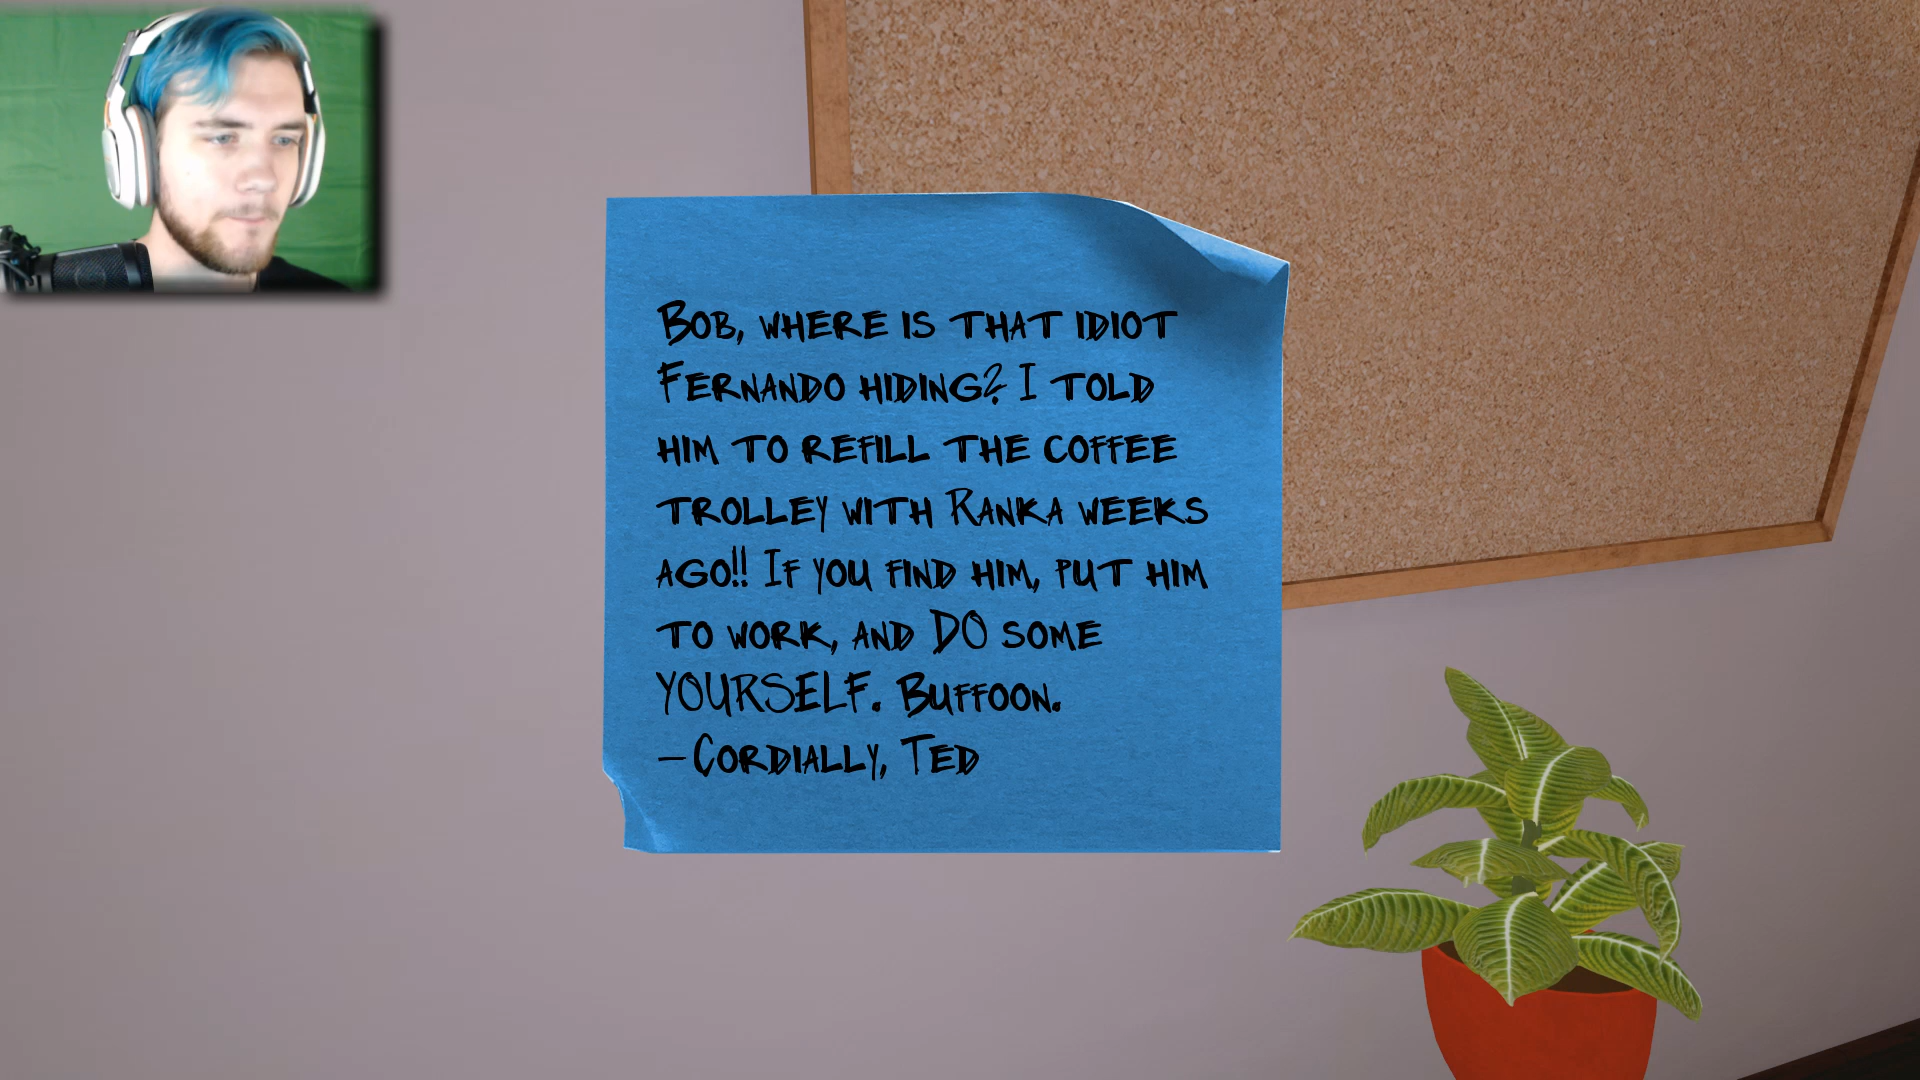 Bob, where is that idiot
Fernando hiding? I told
him to refill the coffee
trolley with Ranka weeks
ago!! If you find him, put him
to work, and DO some
YOURSELF. Buffoon.
—Cordially, Ted